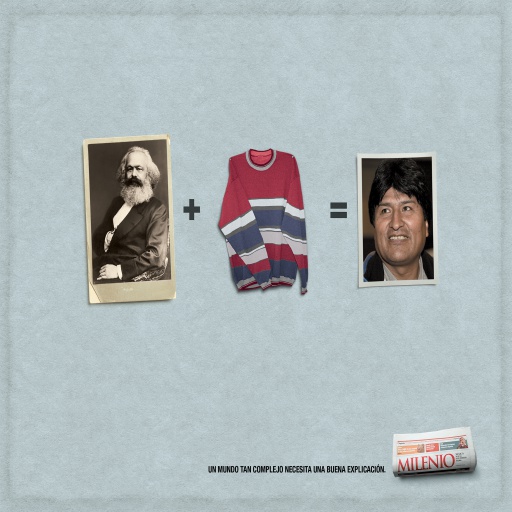 +
=
UN MUNDO TAN COMPLEJO NECESITA UNA BUENA EXPLICACIÓN.
MILENIO